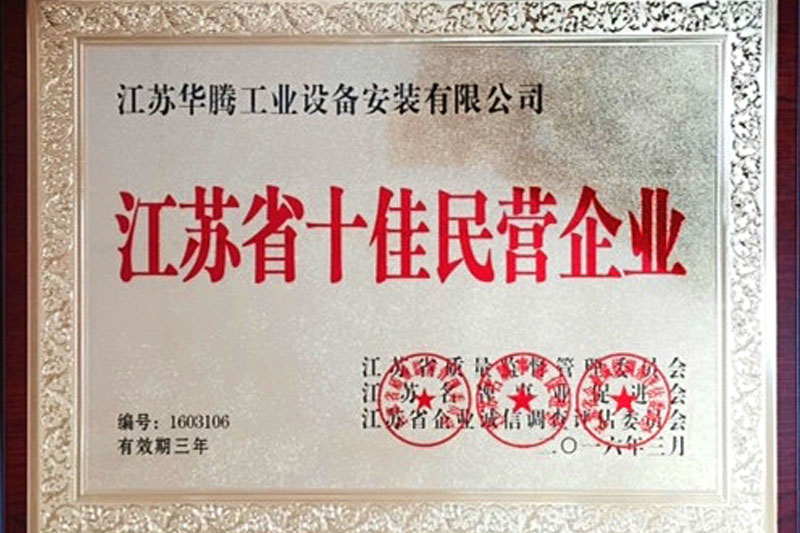 江苏华腾工业设备安装有限公司
江苏省十佳民营企业
江苏省质量监督管理委员会
江苏名牌事业促进会
江苏省企业诚信调查评估委员会
编号：1603106
有效期三年
二〇一六年三月